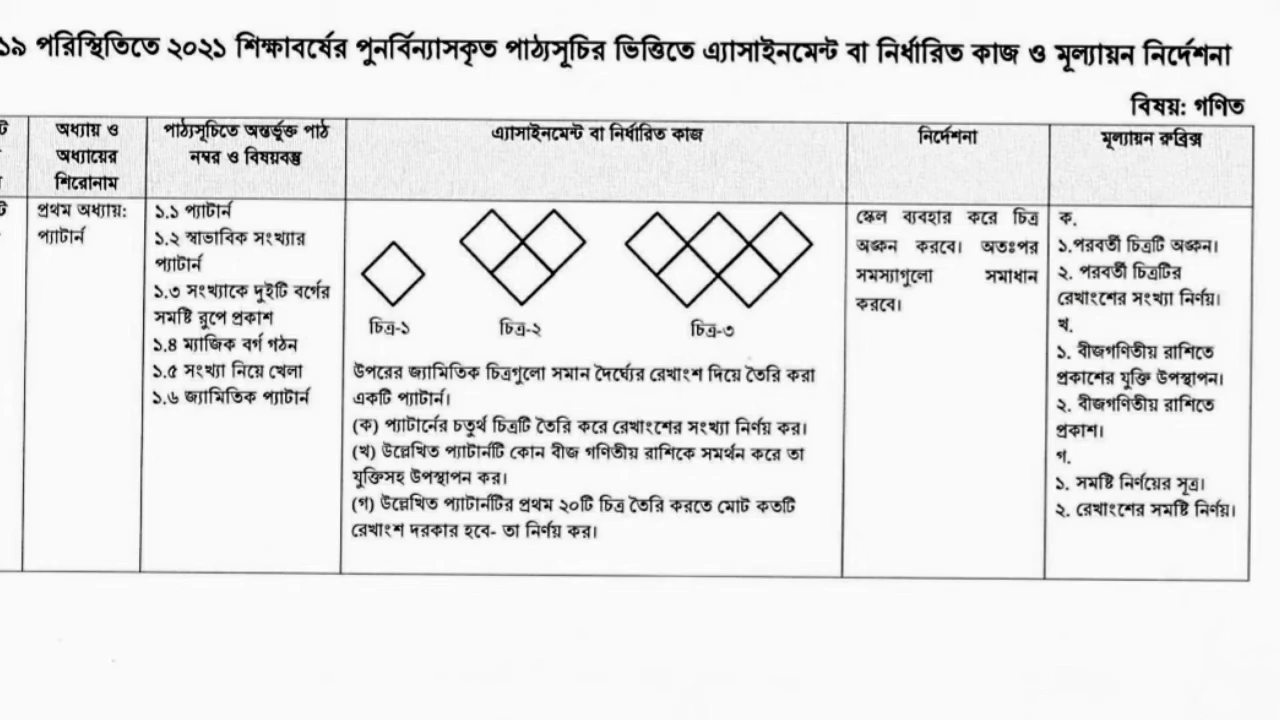 ১৯ পরিস্থিতিতে ২০২১ শিক্ষাবর্ষের পুনর্বিন্যাসকৃত পাঠ্যসূচির ভিত্তিতে এ্যাসাইনমেন্ট বা নির্ধারিত কাজ ও মূল্যায়ন নির্দেশনা
বিষয়: গণিত
অধ্যায় ও
অধ্যায়ের
শিরোনাম
পাঠ্যসূচিতে অন্তর্ভুক্ত পাঠ
নম্বর ও বিষয়বস্তু
এ্যাসাইনমেন্ট বা নির্ধারিত কাজ
নির্দেশনা
মূল্যায়ন রুব্রিক্স
প্রথম অধ্যায়:
প্যাটার্ন
১.১ প্যাটার্ন
১.২ স্বাভাবিক সংখ্যার
প্যাটার্ন
১.৩ সংখ্যাকে দুইটি বর্গের
সমষ্টি রুপে প্রকাশ
১.৪ ম্যাজিক বর্গ গঠন
১.৫ সংখ্যা নিয়ে খেলা
১.৬ জ্যামিতিক প্যাটার্ন
চিত্র-১
চিত্র-২
চিত্র-৩
উপরের জ্যামিতিক চিত্রগুলো সমান দৈর্ঘ্যের রেখাংশ দিয়ে তৈরি করা
একটি প্যাটার্ন।
(ক) প্যাটার্নের চতুর্থ চিত্রটি তৈরি করে রেখাংশের সংখ্যা নির্ণয় কর।
(খ) উল্লেখিত প্যাটার্নটি কোন বীজ গণিতীয় রাশিকে সমর্থন করে তা
যুক্তিসহ উপস্থাপন কর।
(গ) উল্লেখিত প্যাটার্নটির প্রথম ২০টি চিত্র তৈরি করতে মোট কতটি
রেখাংশ দরকার হবে- তা নির্ণয় কর।
স্কেল ব্যবহার করে চিত্র
অঙ্কন করবে। অতঃপর
সমস্যাগুলো সমাধান
করবে।
ক.
১.পরবর্তী চিত্রটি অঙ্কন।
২. পরবর্তী চিত্রটির
রেখাংশের সংখ্যা নির্ণয়।
খ.
১. বীজগণিতীয় রাশিতে
প্রকাশের যুক্তি উপস্থাপন।
২. বীজগণিতীয় রাশিতে
প্রকাশ।
গ.
১. সমষ্টি নির্ণয়ের সূত্র।
২. রেখাংশের সমষ্টি নির্ণয়।